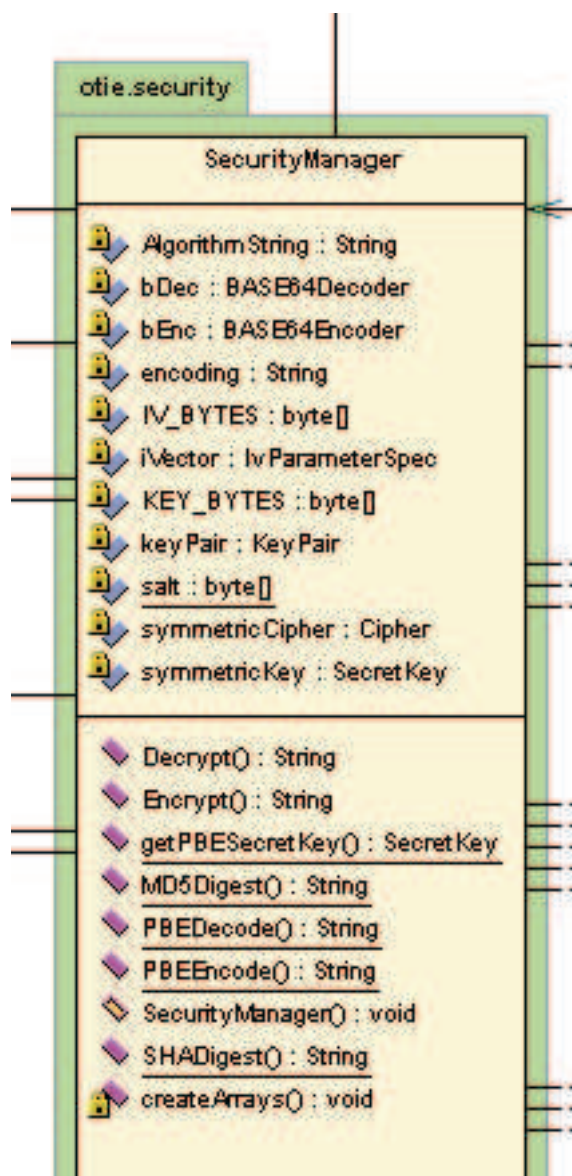 otie.security
SecurityManager
AlgorithmString : String
bDec : BASE64Decoder
bEnc : BASE64Encoder
encoding : String
IV_BYTES : byte[]
iVector : IvParameterSpec
KEY_BYTES : byte[]
keyPair : KeyPair
salt : byte[]
symmetricCipher : Cipher
symmetricKey : SecretKey
Decrypt() : String
Encrypt() : String
getPBESecretKey() : SecretKey
MD5Digest() : String
PBEDecode() : String
PBEEncode() : String
SecurityManager() : void
SHADigest() : String
createArrays() : void